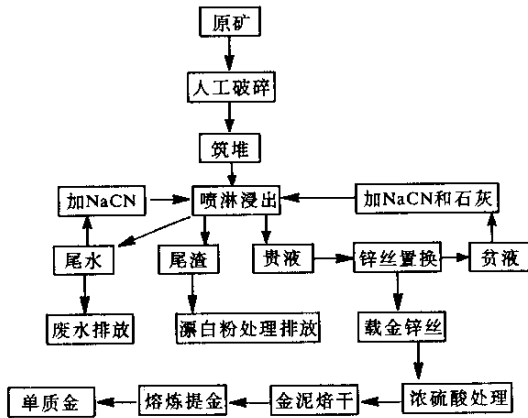 原矿
人工破碎
筑堆
加NaCN
喷淋浸出
加NaCN和石灰
尾水
尾渣
贵液
锌丝置换
贫液
废水排放
漂白粉处理排放
载金锌丝
单质金
熔炼提金
金泥焙干
浓硫酸处理